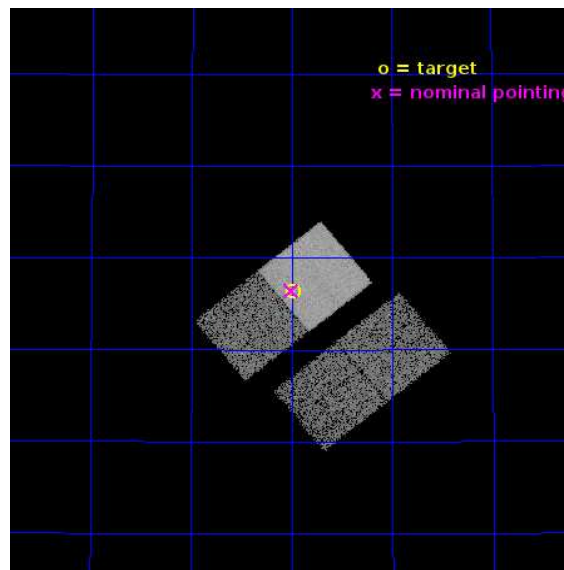 o = target
x = nominal pointing